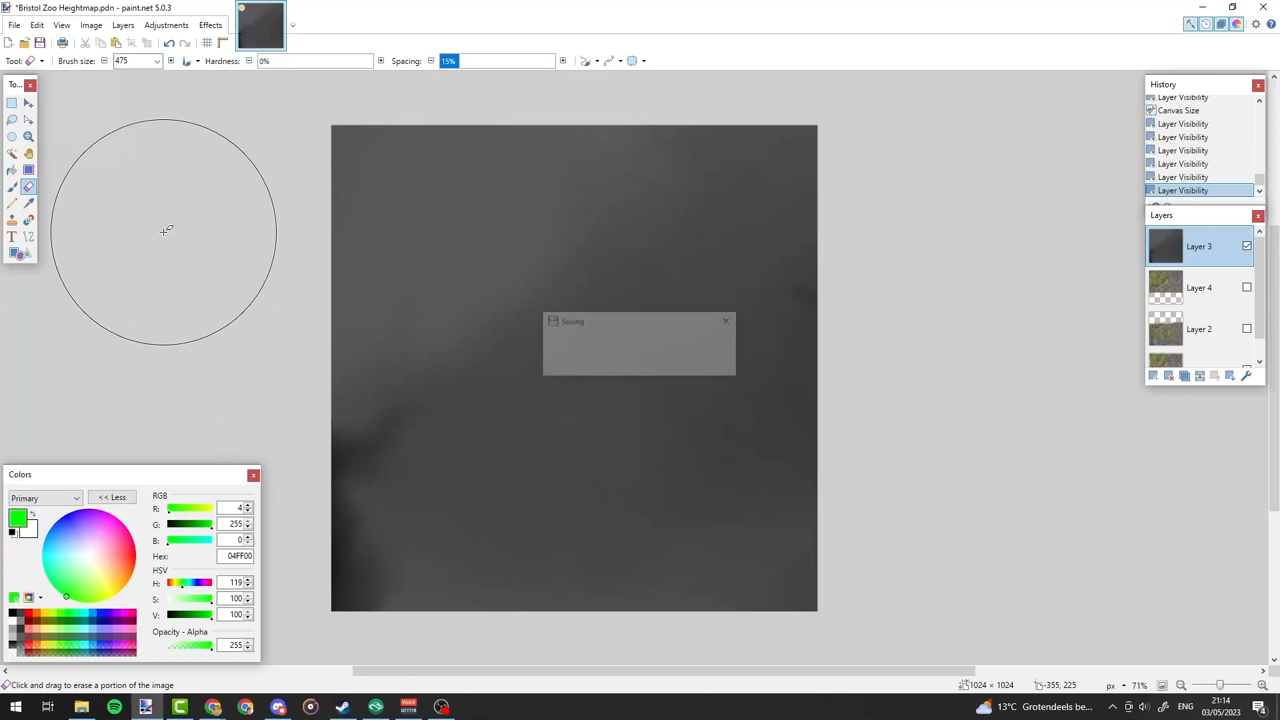 *Bristol Zoo Heightmap.pdn - paint.net 5.0.3
File Edit View Image Layers Adjustments Effects
Tool: Brush size: 475 Hardness: 0% Spacing: 15%
To...
History
Layer Visibility
Canvas Size
Layer Visibility
Layer Visibility
Layer Visibility
Layer Visibility
Layer Visibility
Layer Visibility
Layers
Layer 3
Layer 4
Layer 2
Saving
Colors
Primary
<< Less
RGB
R: 4
G: 255
B: 0
Hex: 04FF00
HSV
H: 119
S: 100
V: 100
Opacity - Alpha
255
Click and drag to erase a portion of the image
1024 × 1024
-355, 225
px
71%
13°C Grotendeels be...
21:14
03/05/2023